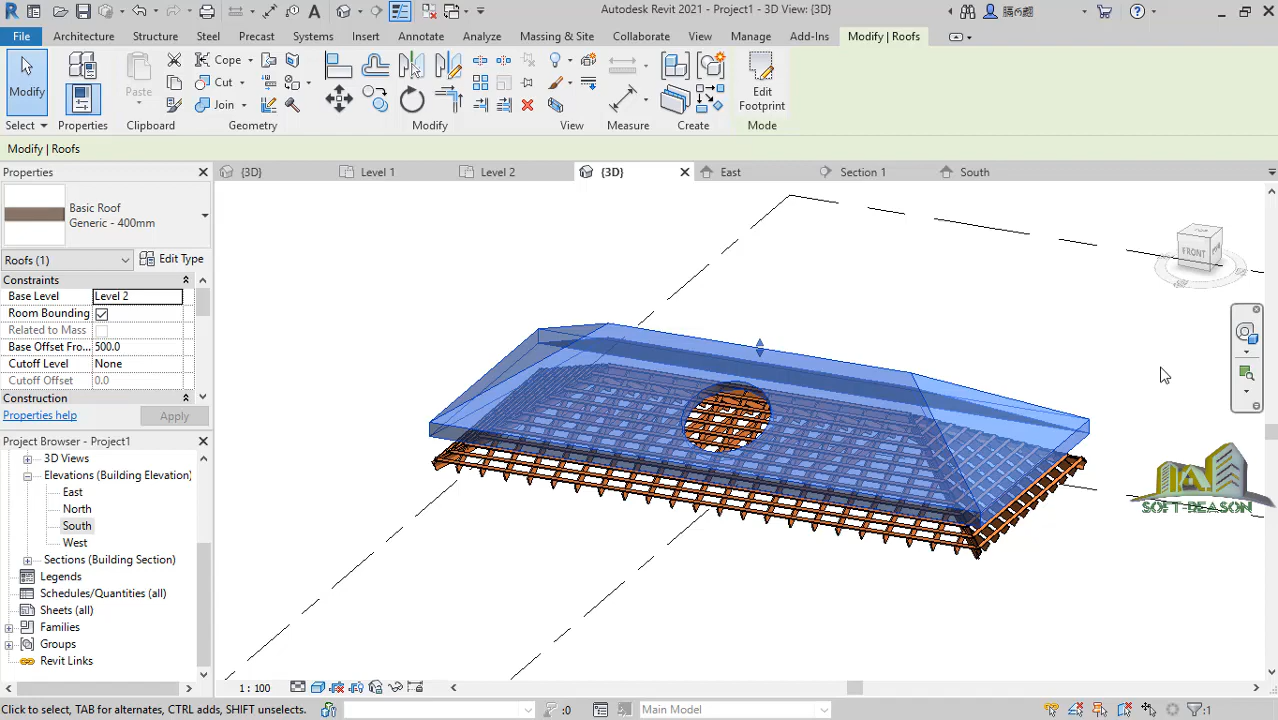 Autodesk Revit 2021 - Project1 - 3D View: {3D}
File Architecture Structure Steel Precast Systems Insert Annotate Analyze Massing & Site Collaborate View Manage Add-Ins Modify | Roofs
Modify Paste Cope Cut Join Edit Footprint
Select Properties Clipboard Geometry Modify View Measure Create Mode
Modify | Roofs
Properties
{3D} Level 1 Level 2 {3D} East Section 1 South
Basic Roof
Generic - 400mm
Roofs (1) Edit Type
Constraints
Base Level Level 2
Room Bounding
Related to Mass
Base Offset Fro... 500.0
Cutoff Level None
Cutoff Offset 0.0
Construction
Properties help Apply
Project Browser - Project1
3D Views
Elevations (Building Elevation)
East
North
South
West
Sections (Building Section)
Legends
Schedules/Quantities (all)
Sheets (all)
Families
Groups
Revit Links
FRONT
SOFT-REASON
1 : 100
Click to select, TAB for alternates, CTRL adds, SHIFT unselects. :0 Main Model :1